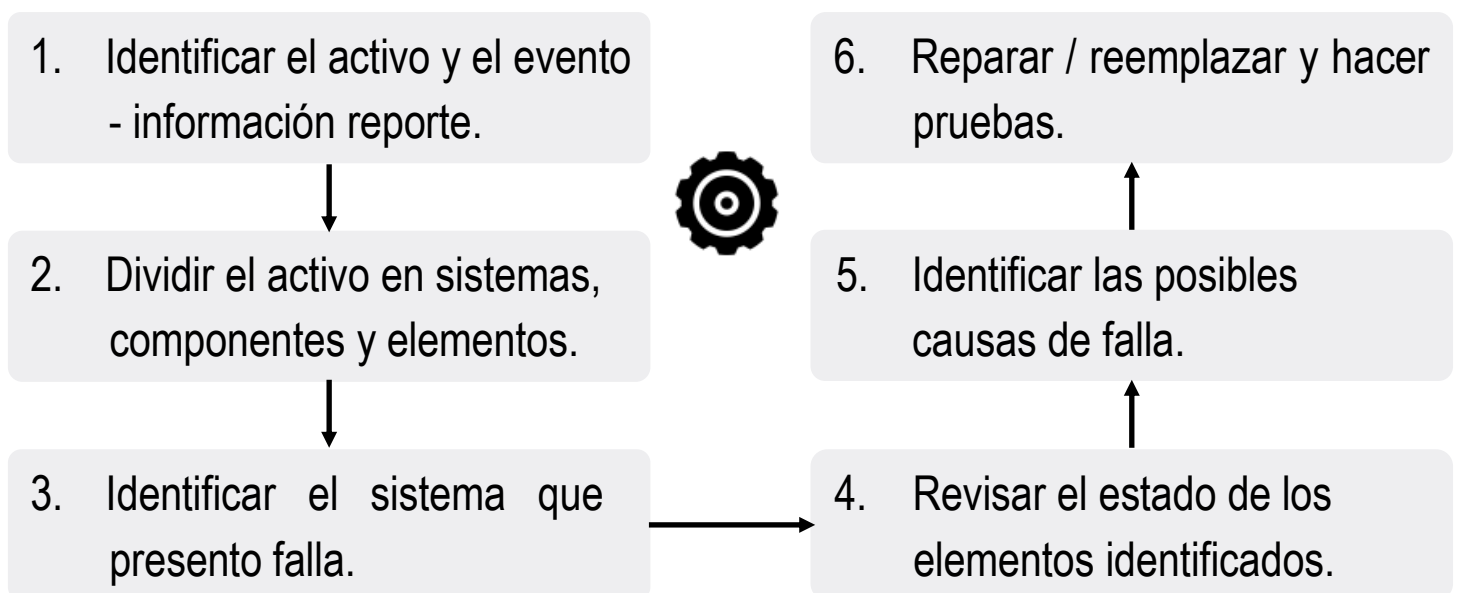 1. Identificar el activo y el evento
- información reporte.
2. Dividir el activo en sistemas,
componentes y elementos.
3. Identificar el sistema que
presento falla.
4. Revisar el estado de los
elementos identificados.
5. Identificar las posibles
causas de falla.
6. Reparar / reemplazar y hacer
pruebas.